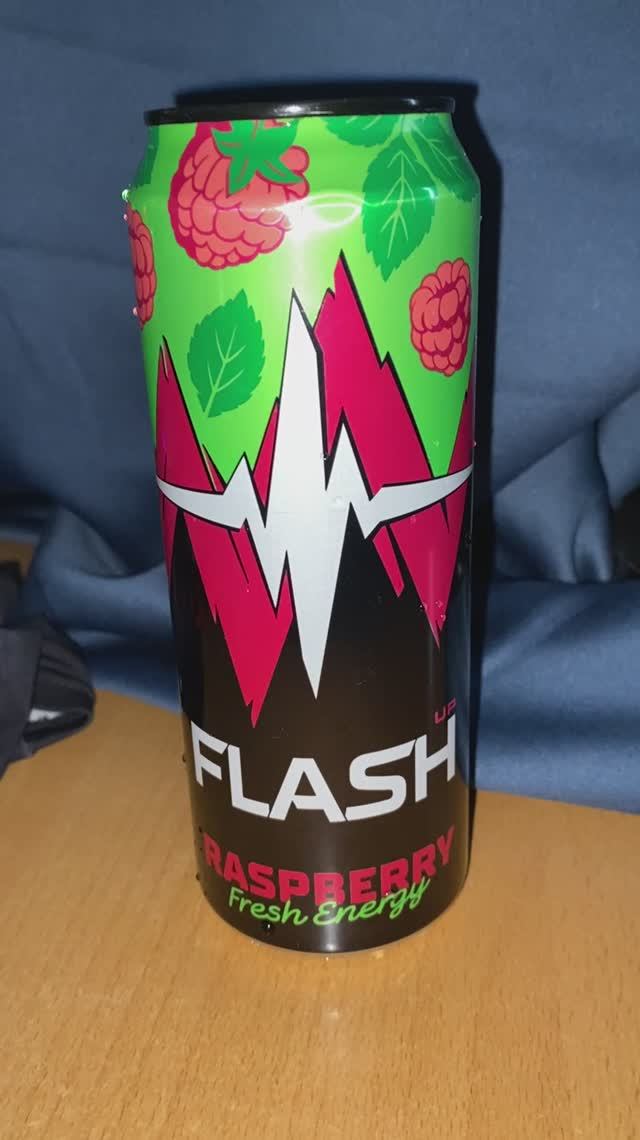 UP
FLASH
RASPBERRY
Fresh Energy